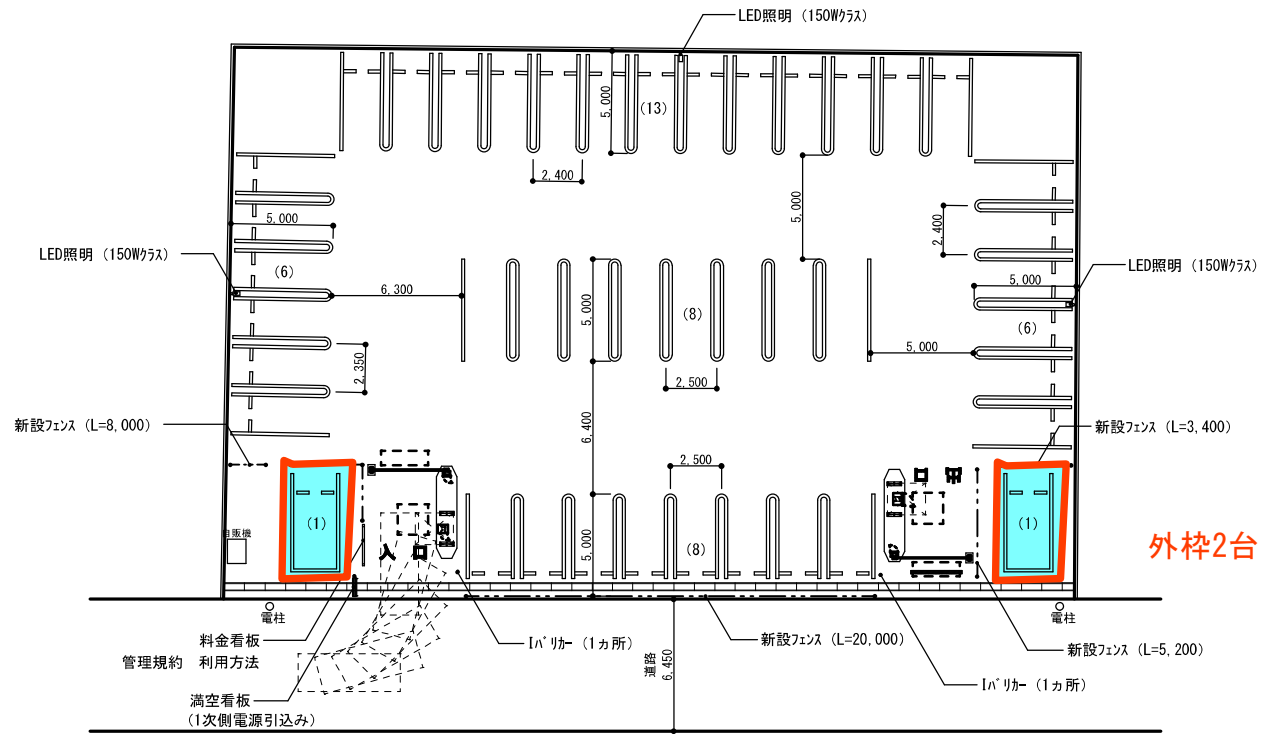 LED照明 (150Wクラス)
5,000
(13)
2,400
5,000
5,000
2,400
LED照明 (150Wクラス)
(6)
6,300
5,000
(8)
5,000
(6)
LED照明 (150Wクラス)
5,000
2,350
2,500
新設フェンス (L=8,000)
6,400
新設フェンス (L=3,400)
2,500
(1)
自販機
入口
回
5,000
(8)
出口
回
(1)
外枠2台
電柱
電柱
料金看板
管理規約 利用方法
Iバリカー (1ヵ所)
道路
6,450
新設フェンス (L=20,000)
新設フェンス (L=5,200)
満空看板
(1次側電源引込み)
Iバリカー (1ヵ所)